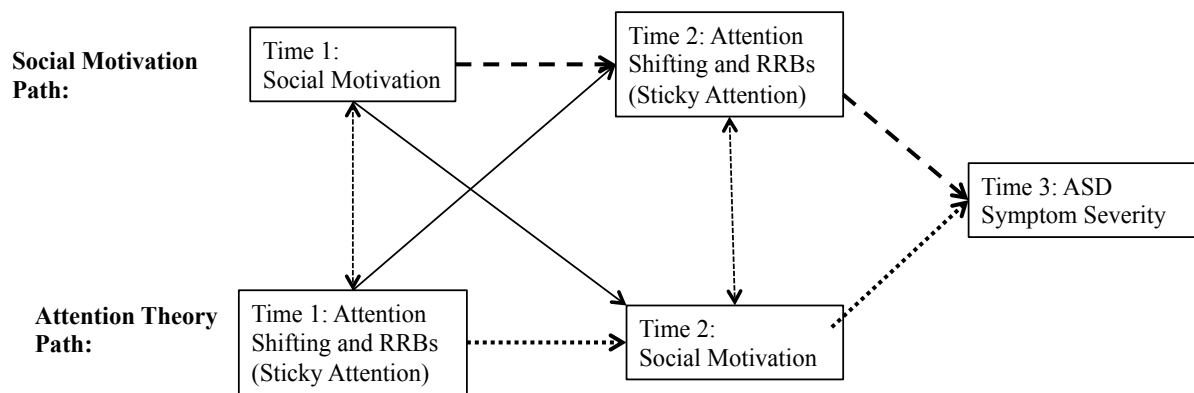 Social Motivation
Path:
Time 1:
Social Motivation
Time 2: Attention
Shifting and RRBs
(Sticky Attention)
Time 3: ASD
Symptom Severity
Attention Theory
Path:
Time 1: Attention
Shifting and RRBs
(Sticky Attention)
Time 2:
Social Motivation